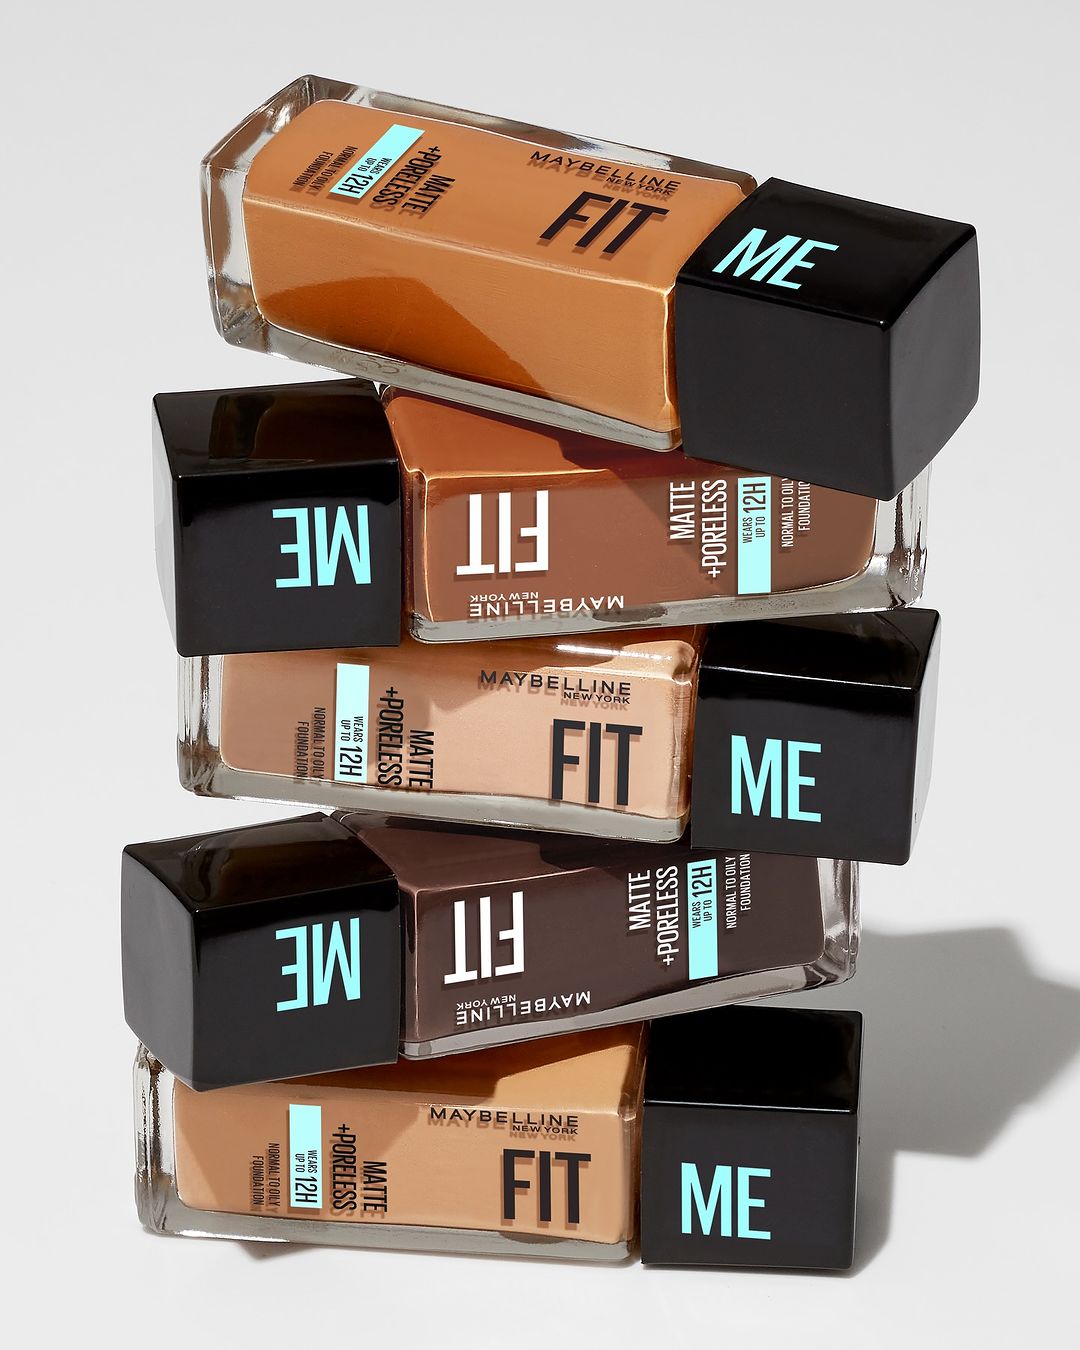 MAYBELLINE
NEW YORK
FIT
ME
MATTE
+PORELESS
WEARS
UP TO 12H
NORMAL TO OILY
FOUNDATION
ME
FIT
MAYBELLINE
NEW YORK
MATTE
+PORELESS
WEARS
UP TO 12H
NORMAL TO OILY
FOUNDATION
MAYBELLINE
NEW YORK
FIT
ME
MATTE
+PORELESS
WEARS
UP TO 12H
NORMAL TO OILY
FOUNDATION
ME
FIT
MAYBELLINE
NEW YORK
MATTE
+PORELESS
WEARS
UP TO 12H
NORMAL TO OILY
FOUNDATION
MAYBELLINE
NEW YORK
FIT
ME
MATTE
+PORELESS
WEARS
UP TO 12H
NORMAL TO OILY
FOUNDATION